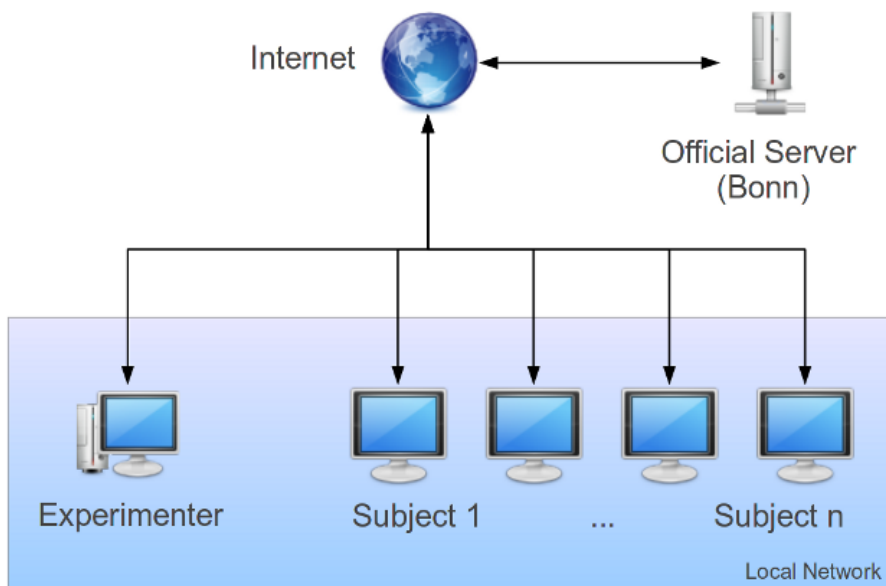 Internet
Official Server
(Bonn)
Experimenter
Subject 1
...
Subject n
Local Network